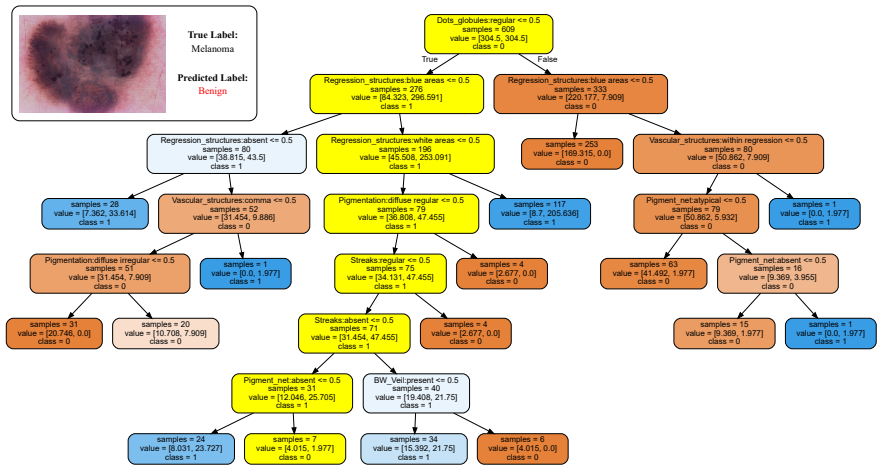 True Label:
Melanoma
Predicted Label:
Benign
Dots_globules:regular <= 0.5
samples = 609
value = [304.5, 304.5]
class = 0
True
False
Regression_structures:blue areas <= 0.5
samples = 276
value = [84.323, 296.591]
class = 1
Regression_structures:blue areas <= 0.5
samples = 333
value = [220.177, 7.909]
class = 0
Regression_structures:absent <= 0.5
samples = 80
value = [38.815, 43.5]
class = 1
Regression_structures:white areas <= 0.5
samples = 196
value = [45.508, 253.091]
class = 1
samples = 253
value = [169.315, 0.0]
class = 0
Vascular_structures:within regression <= 0.5
samples = 80
value = [50.862, 7.909]
class = 0
samples = 28
value = [7.362, 33.614]
class = 1
Vascular_structures:comma <= 0.5
samples = 52
value = [31.454, 9.886]
class = 0
Pigmentation:diffuse regular <= 0.5
samples = 79
value = [36.808, 47.455]
class = 1
samples = 117
value = [8.7, 205.636]
class = 1
Pigment_net:atypical <= 0.5
samples = 79
value = [50.862, 5.932]
class = 0
samples = 1
value = [0.0, 1.977]
class = 1
Pigmentation:diffuse irregular <= 0.5
samples = 51
value = [31.454, 7.909]
class = 0
samples = 1
value = [0.0, 1.977]
class = 1
Streaks:regular <= 0.5
samples = 75
value = [34.131, 47.455]
class = 1
samples = 4
value = [2.677, 0.0]
class = 0
samples = 63
value = [41.492, 1.977]
class = 0
Pigment_net:absent <= 0.5
samples = 16
value = [9.369, 3.955]
class = 0
samples = 31
value = [20.746, 0.0]
class = 0
samples = 20
value = [10.708, 7.909]
class = 0
Streaks:absent <= 0.5
samples = 71
value = [31.454, 47.455]
class = 1
samples = 4
value = [2.677, 0.0]
class = 0
samples = 15
value = [9.369, 1.977]
class = 0
samples = 1
value = [0.0, 1.977]
class = 1
Pigment_net:absent <= 0.5
samples = 31
value = [12.046, 25.705]
class = 1
BW_Veil:present <= 0.5
samples = 40
value = [19.408, 21.75]
class = 1
samples = 24
value = [8.031, 23.727]
class = 1
samples = 7
value = [4.015, 1.977]
class = 0
samples = 34
value = [15.392, 21.75]
class = 1
samples = 6
value = [4.015, 0.0]
class = 0